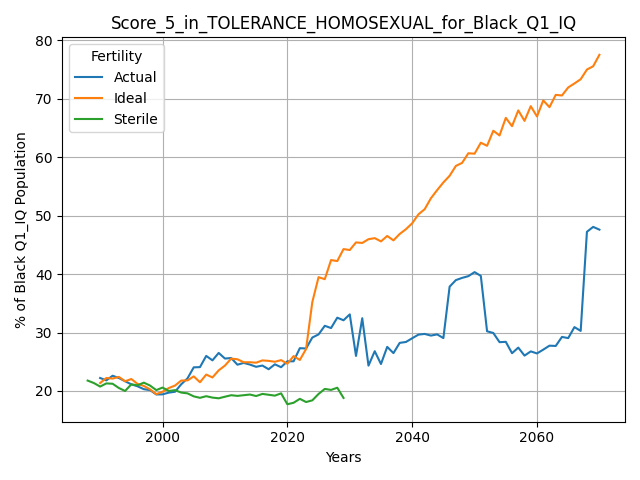 Score_5_in_TOLERANCE_HOMOSEXUAL_for_Black_Q1_IQ
80
70
60
50
40
30
20
% of Black Q1_IQ Population
Fertility
Actual
Ideal
Sterile
2000
2020
2040
2060
Years